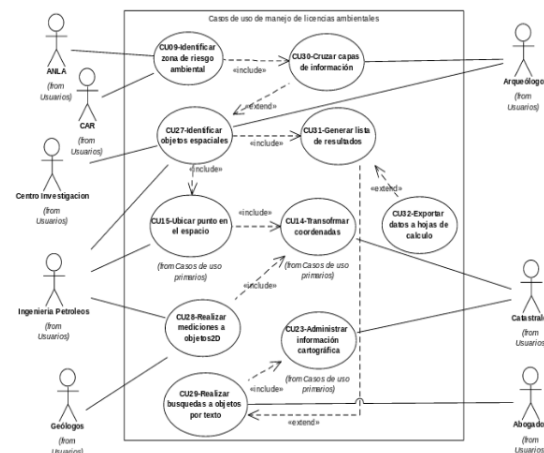 Casos de uso de manejo de licencias ambientales
ANLA
(from
Usuarios)
CAR
(from
Usuarios)
Centro Investigacion
(from
Usuarios)
Ingenieria Petroleos
(from
Usuarios)
Geólogos
(from
Usuarios)
CU09-Identificar
zona de riesgo
ambiental
«include»
CU30-Cruzar capas
de información
«extend»
CU27-Identificar
objetos espaciales
«include»
CU31-Generar lista
de resultados
«include»
«extend»
CU32-Exportar
datos a hojas de
calculo
CU15-Ubicar punto en
el espacio
(from Casos de uso
primarios)
«include»
CU14-Transofrmar
coordenadas
(from Casos de uso
primarios)
CU28-Realizar
mediciones a
objetos2D
«include»
CU23-Administrar
información
cartográfica
(from Casos de uso
primarios)
«include»
CU29-Realizar
busquedas a objetos
por texto
«extend»
Arqueólogo
(from
Usuarios)
Catastrale
(from
Usuarios)
Abogado
(from
Usuarios)